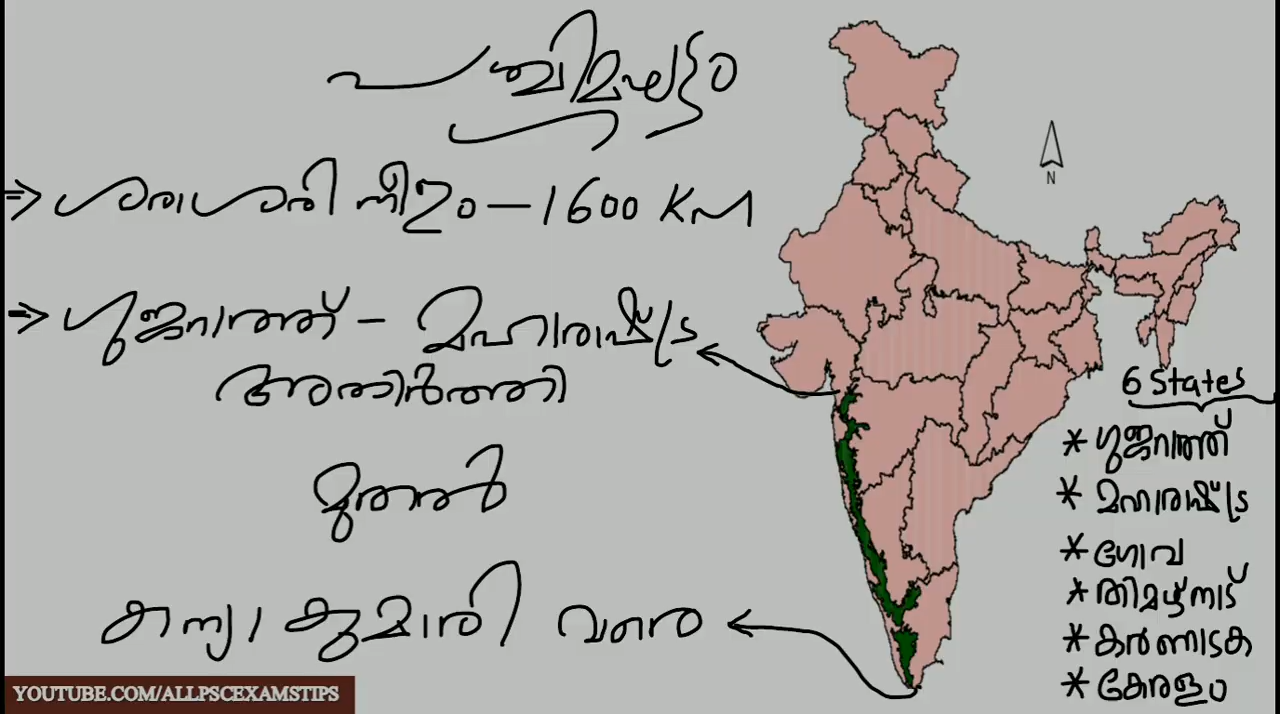 പശ്ചിമഘട്ടം
⇒ ശരാശരി നീളം – 1600 KM
⇒ ഗുജറാത്ത് – മഹാരാഷ്ട്ര
അതിർത്തി
മുതൽ
കന്യാകുമാരി വരെ
N
6 States
* ഗുജറാത്ത്
* മഹാരാഷ്ട്ര
* ഗോവ
* തിമഴ്നാട്
* കർണാടക
* കേരളം
YOUTUBE.COM/ALLPSCEXAMSTIPS